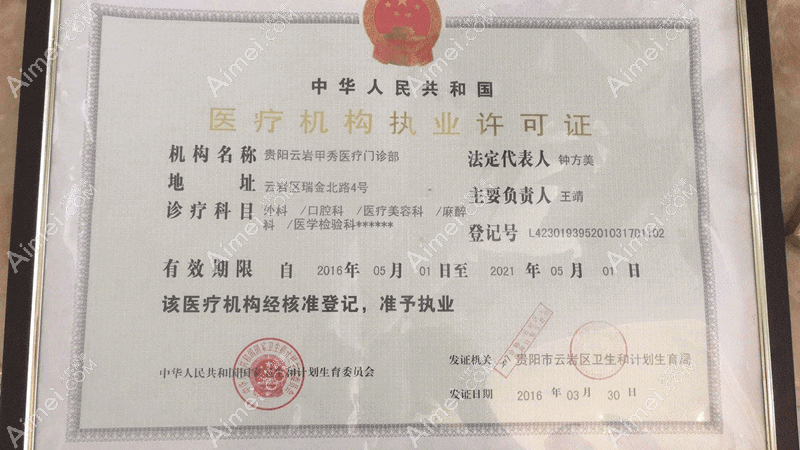 中华人民共和国
医疗机构执业许可证
机构名称 贵阳云岩甲秀医疗门诊部
法定代表人 钟方美
地 址 云岩区瑞金北路4号
主要负责人 王靖
诊疗科目 外科 /口腔科 /医疗美容科 /麻醉
科 /医学检验科******
登记号 L423019395201031701102
有效期限 自 2016年 05月 01日至 2021年 05月 01日
该医疗机构经核准登记，准予执业
中华人民共和国国家卫生和计划生育委员会
发证机关 贵阳市云岩区卫生和计划生育局
发证日期 2016年 03月 30日
Aimei.com